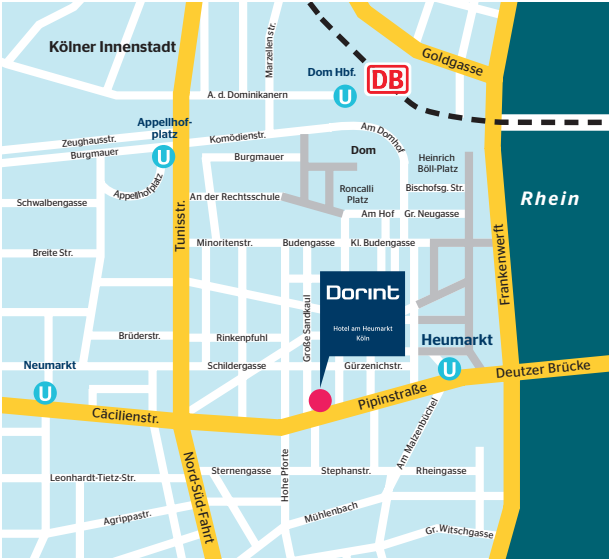 Kölner Innenstadt
Marzellenstr.
Goldgasse
Dom Hbf.
DB
U
A. d. Dominikanern
Appellhof-
platz
U
Zeughausstr.
Burgmauer
Komödienstr.
Am Domhof
Dom
Burgmauer
Heinrich
Böll-Platz
Appellhofplatz
An der Rechtsschule
Roncalli
Platz
Bischofsg. Str.
Rhein
Schwalbengasse
Am Hof
Gr. Neugasse
Tunisstr.
Minoritenstr.
Budengasse
Kl. Budengasse
Breite Str.
Frankenwerft
Dorint
Hotel am Heumarkt
Köln
Große Sandkaul
Brüderstr.
Rinkenpfuhl
Heumarkt
U
Neumarkt
U
Schildergasse
Gürzenichstr.
Deutzer Brücke
Pipinstraße
Cäcilienstr.
Am Malzenbüchel
Nord-Süd-Fahrt
Hohe Pforte
Leonhardt-Tietz-Str.
Sternengasse
Stephanstr.
Rheingasse
Agrippastr.
Mühlenbach
Gr. Witschgasse